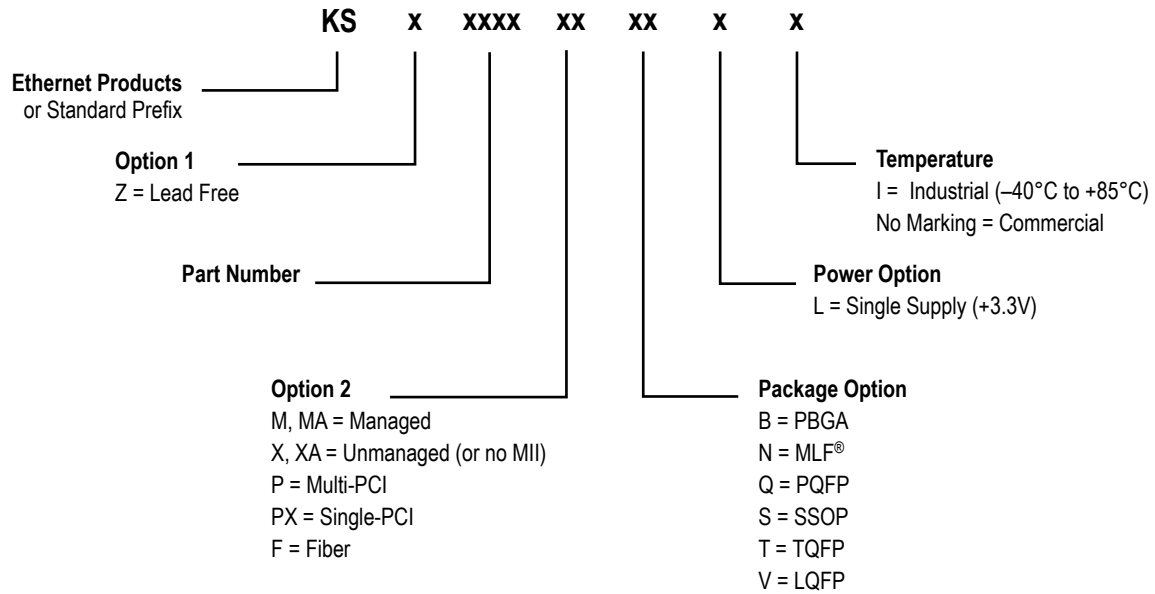 KS x xxxx xx xx x x
Ethernet Products
or Standard Prefix
Option 1
Z = Lead Free
Part Number
Option 2
M, MA = Managed
X, XA = Unmanaged (or no MII)
P = Multi-PCI
PX = Single-PCI
F = Fiber
Temperature
I = Industrial (–40°C to +85°C)
No Marking = Commercial
Power Option
L = Single Supply (+3.3V)
Package Option
B = PBGA
N = MLF®
Q = PQFP
S = SSOP
T = TQFP
V = LQFP